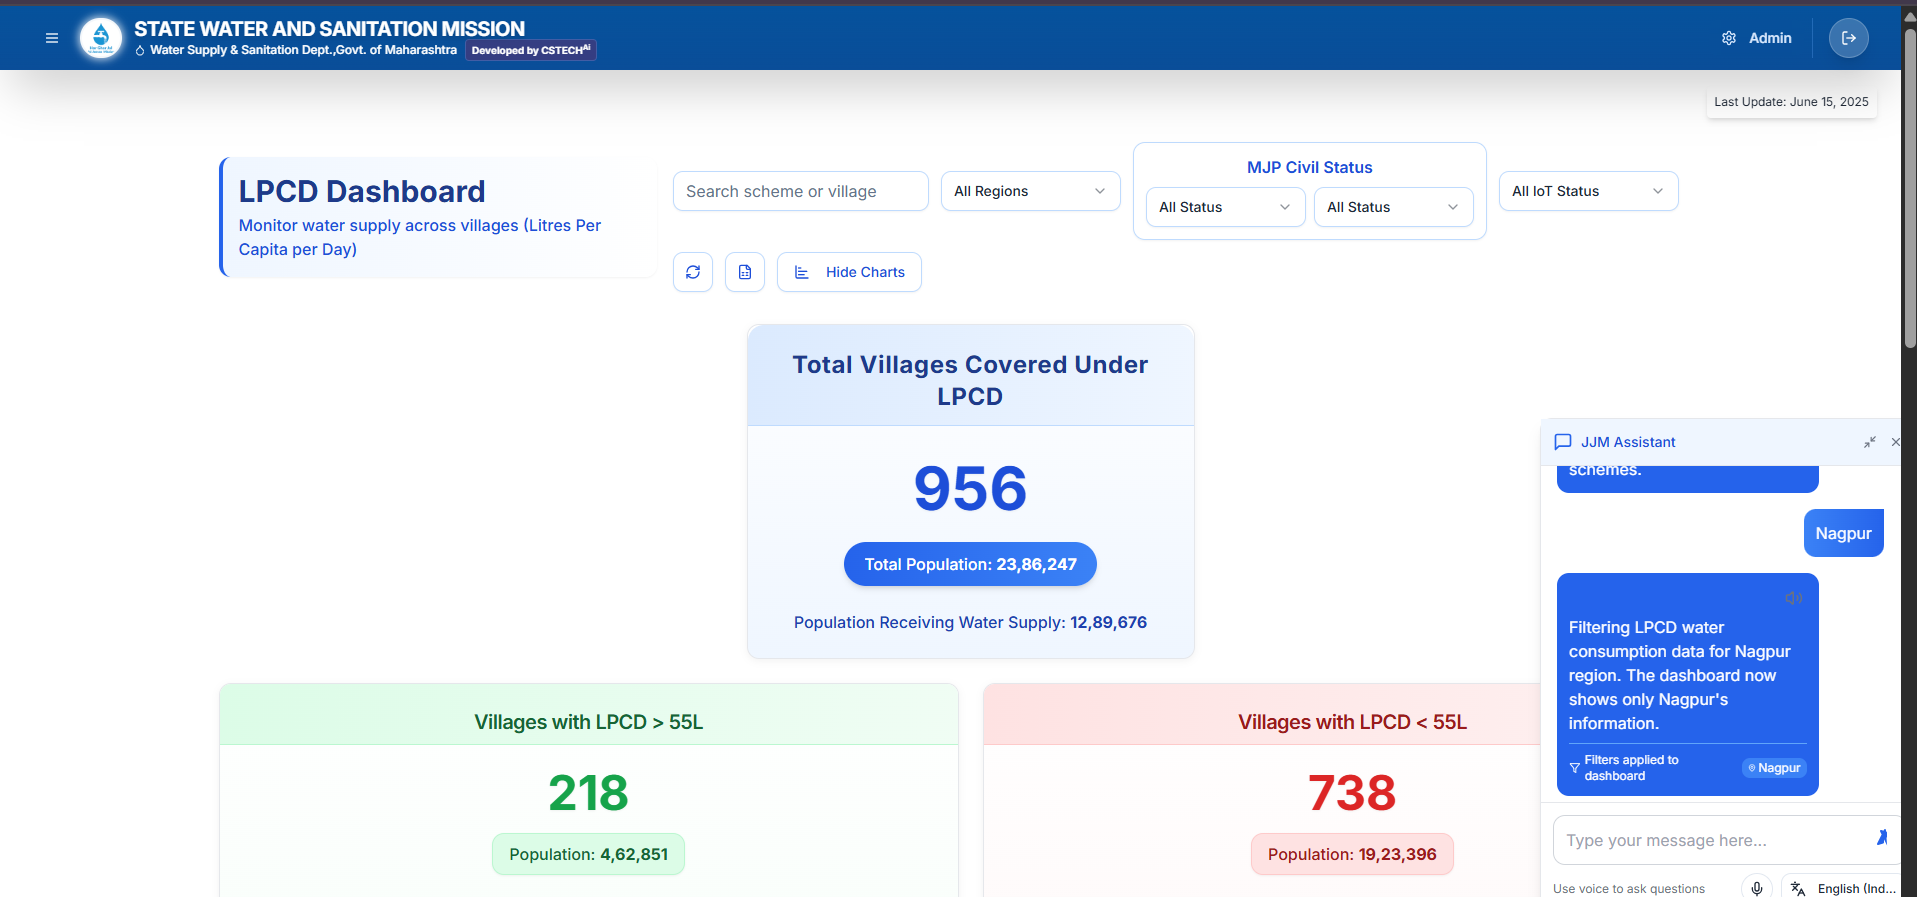 STATE WATER AND SANITATION MISSION
Water Supply & Sanitation Dept.,Govt. of Maharashtra
Developed by CSTECHAi
Admin
Last Update: June 15, 2025
LPCD Dashboard
Monitor water supply across villages (Litres Per
Capita per Day)
Search scheme or village
All Regions
MJP Civil Status
All Status
All Status
All IoT Status
Hide Charts
Total Villages Covered Under
LPCD
956
Total Population: 23,86,247
Population Receiving Water Supply: 12,89,676
Villages with LPCD > 55L
218
Population: 4,62,851
Villages with LPCD < 55L
738
Population: 19,23,396
JJM Assistant
schemes.
Nagpur
Filtering LPCD water
consumption data for Nagpur
region. The dashboard now
shows only Nagpur's
information.
Filters applied to
dashboard
Nagpur
Type your message here...
Use voice to ask questions
English (Ind...